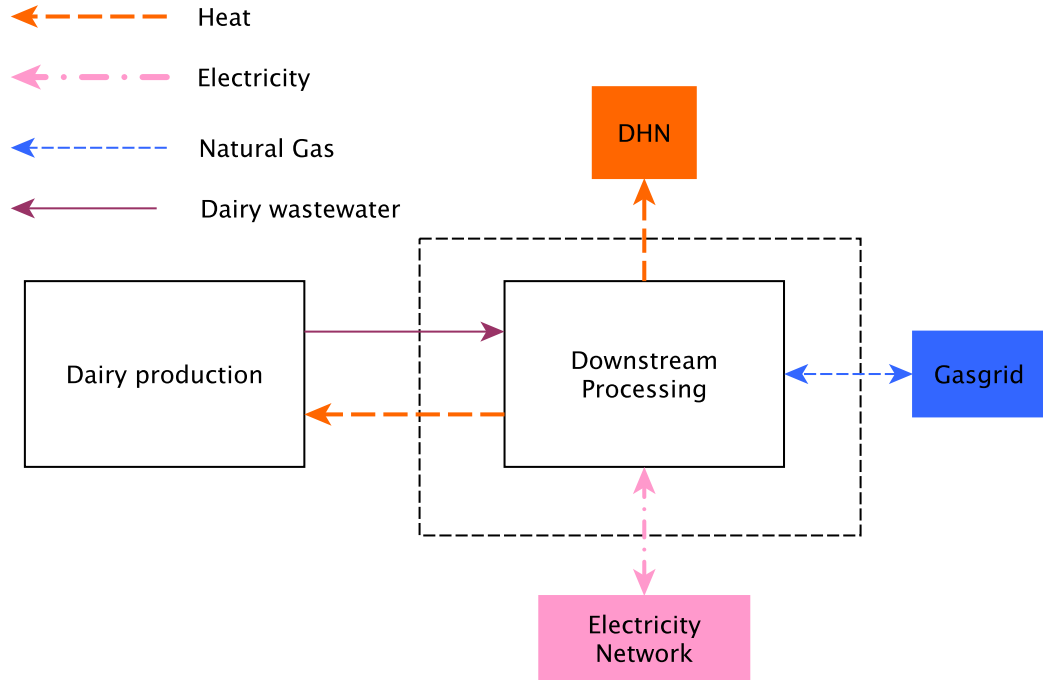 Heat
Electricity
Natural Gas
Dairy wastewater
DHN
Dairy production
Downstream
Processing
Gasgrid
Electricity
Network